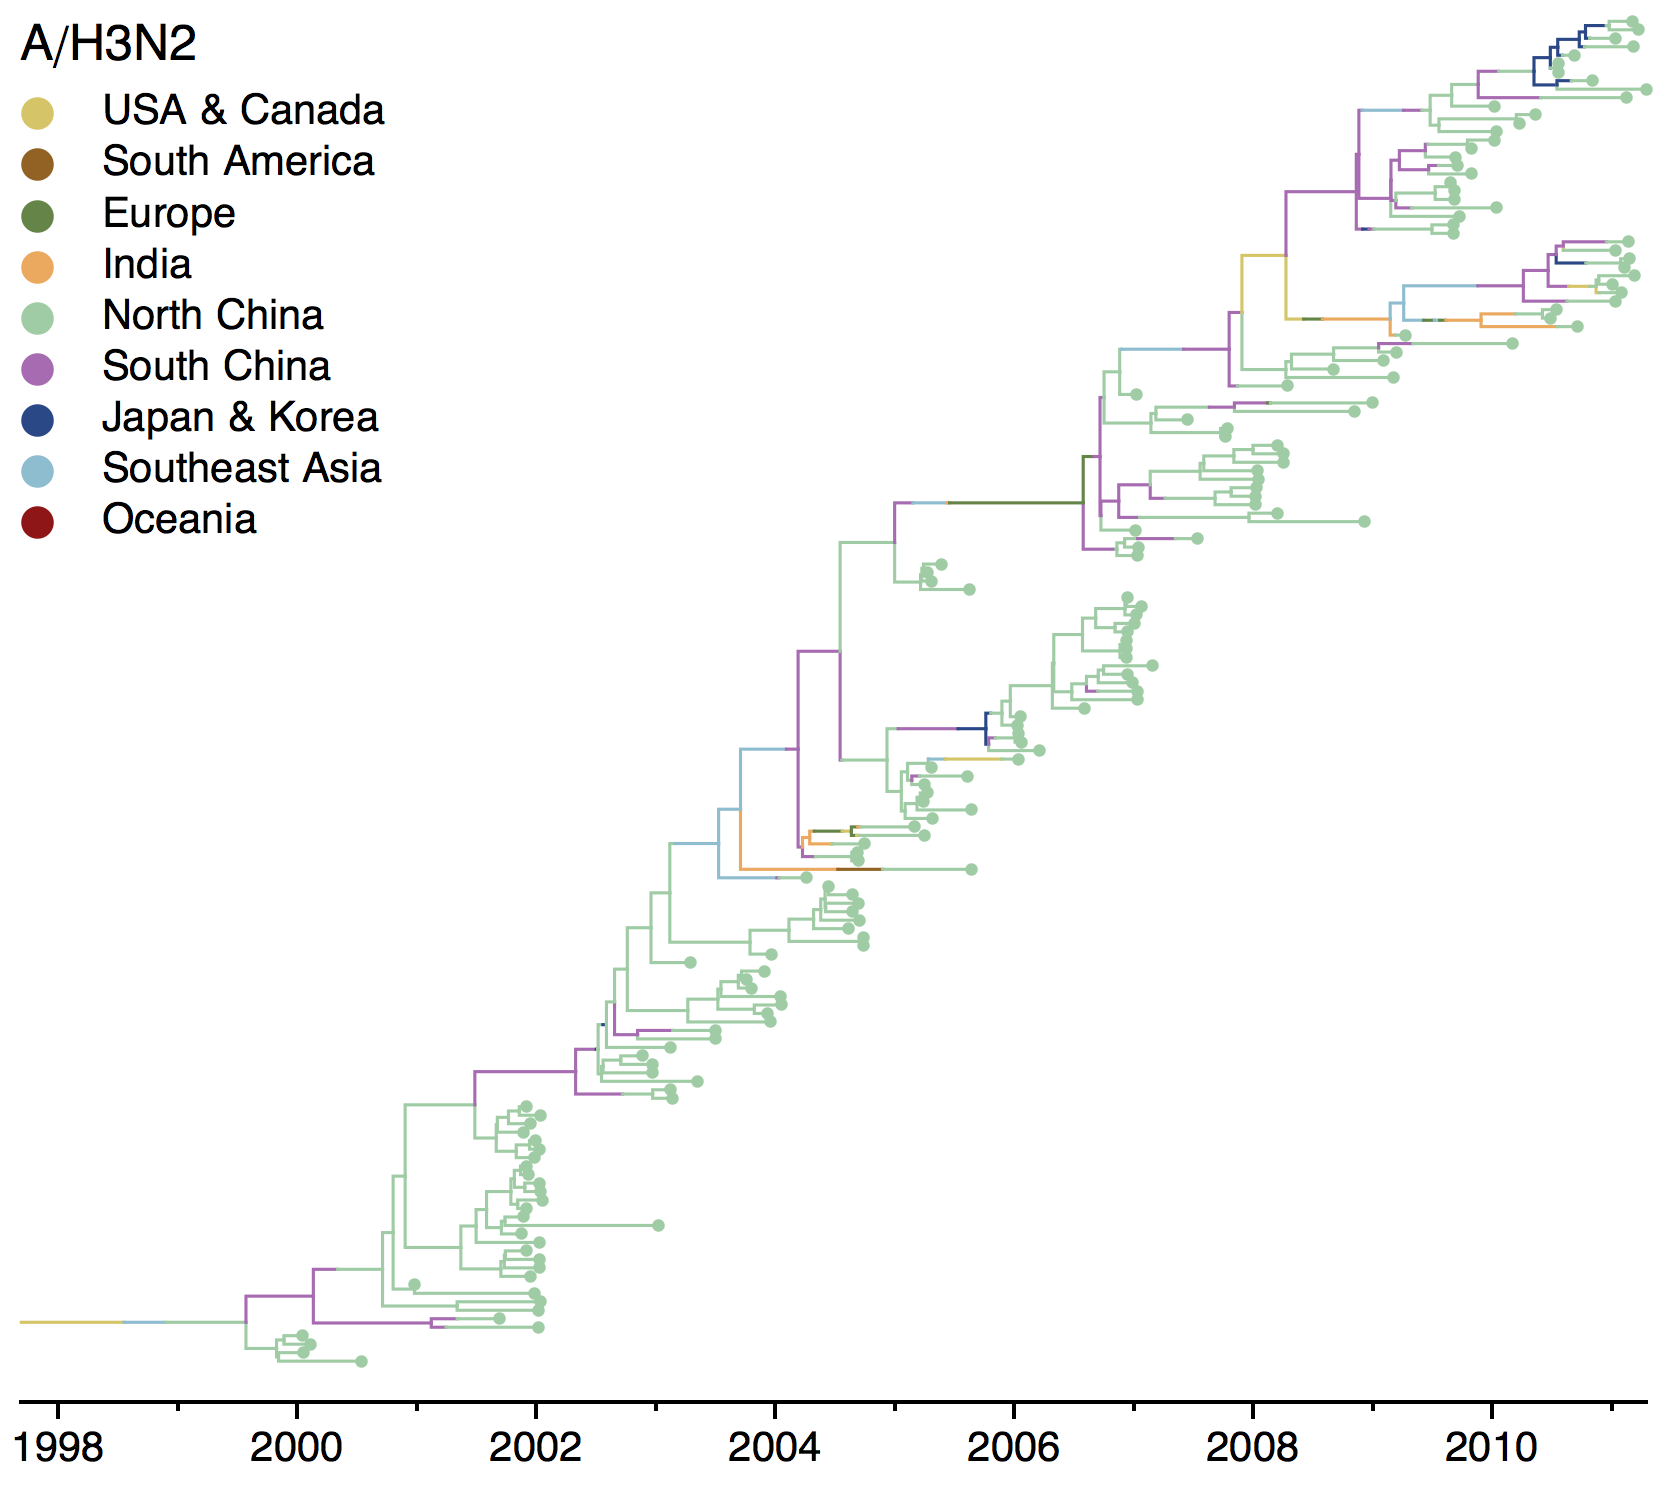 A/H3N2
USA & Canada
South America
Europe
India
North China
South China
Japan & Korea
Southeast Asia
Oceania
1998 2000 2002 2004 2006 2008 2010